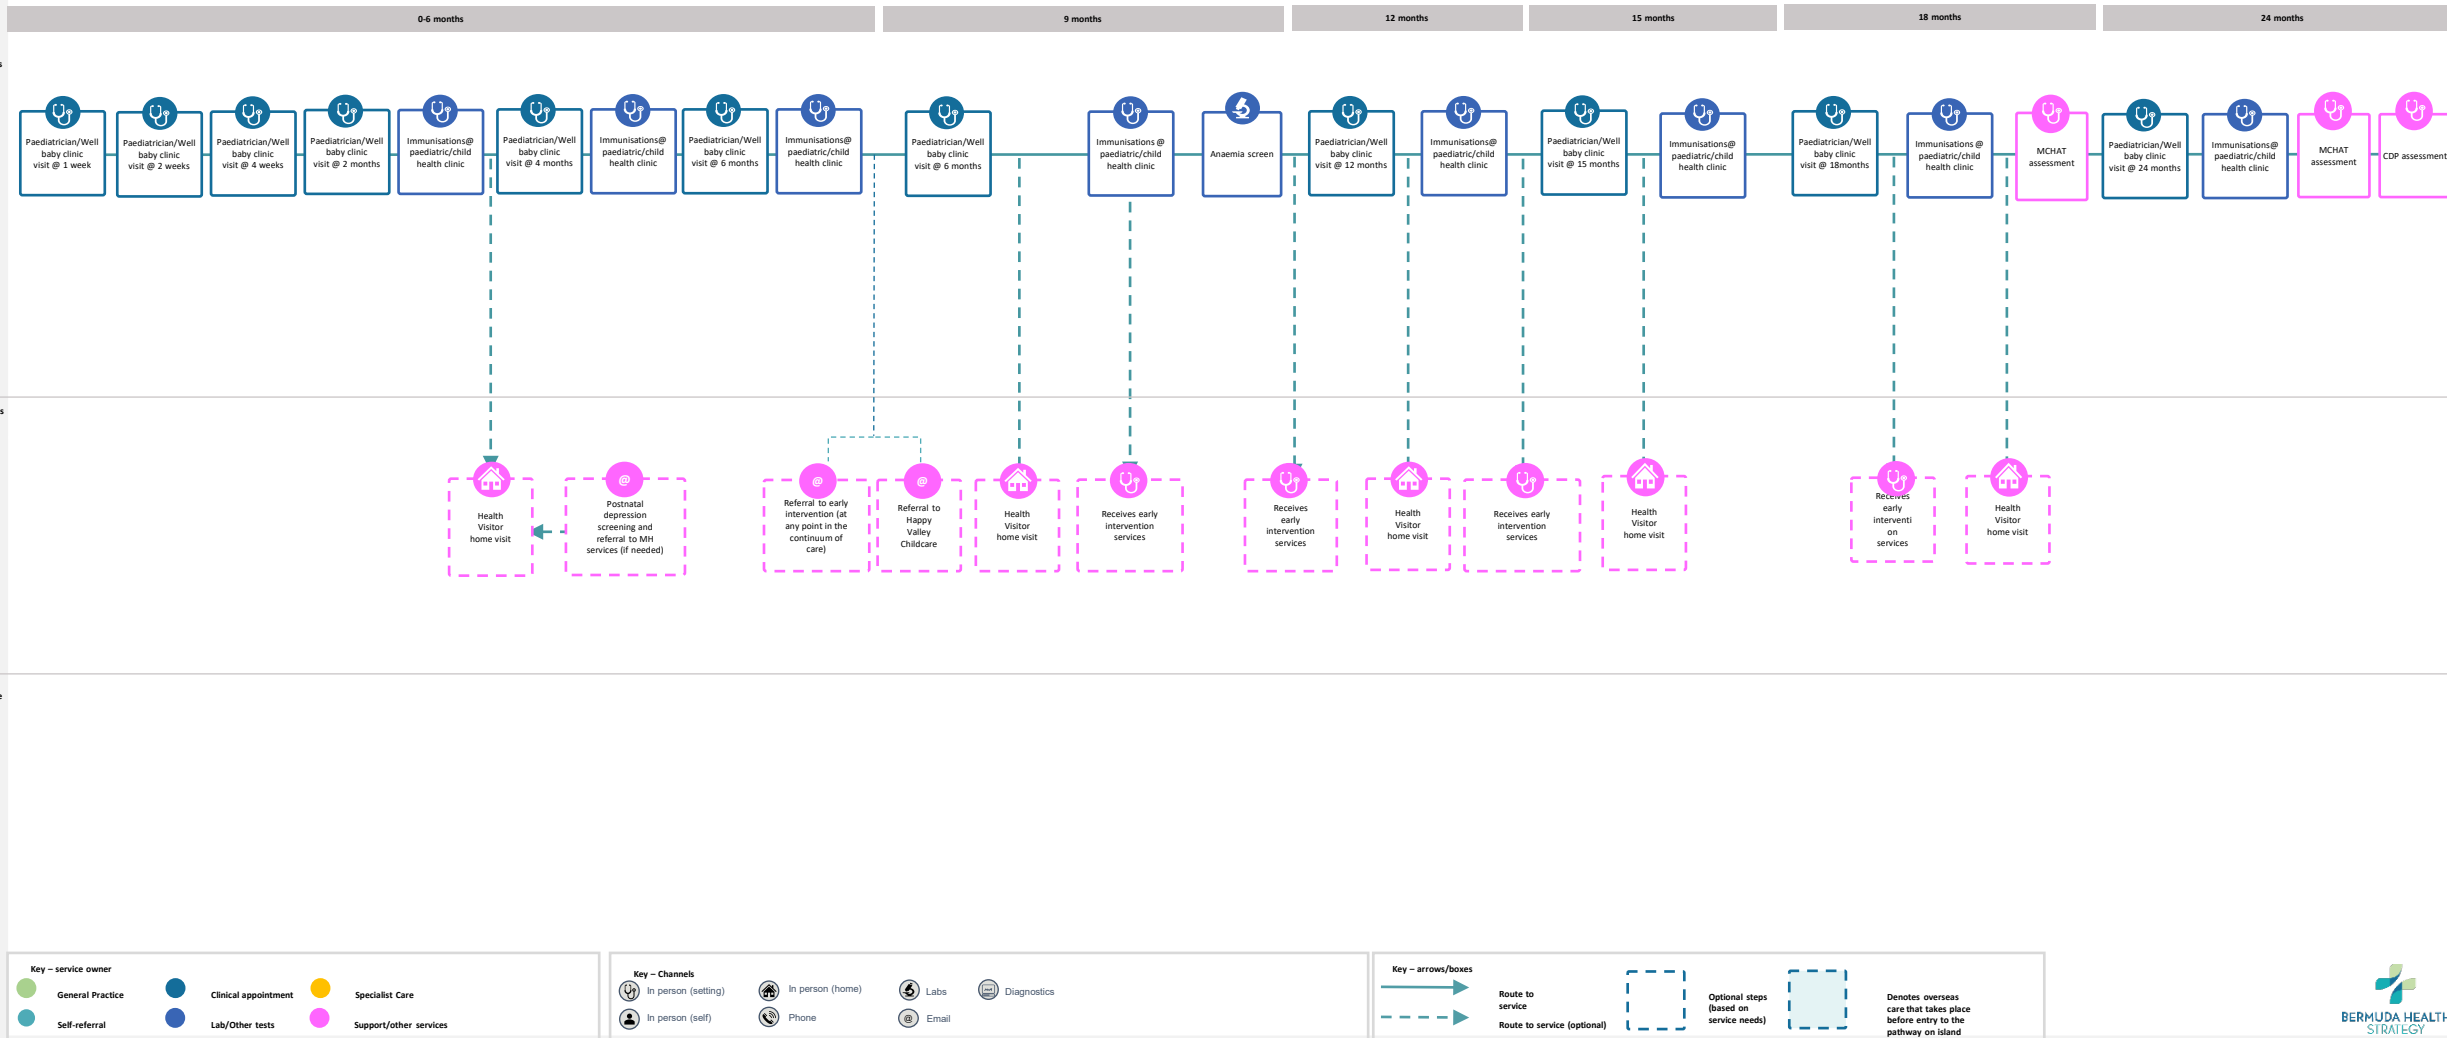 0-6 months
9 months
12 months
15 months
18 months
24 months
s
Paediatrician/Well
baby clinic
visit @ 1 week
Paediatrician/Well
baby clinic
visit @ 2 weeks
Paediatrician/Well
baby clinic
visit @ 4 weeks
Paediatrician/Well
baby clinic
visit @ 2 months
Immunisations@
paediatric/child
health clinic
Paediatrician/Well
baby clinic
visit @ 4 months
Immunisations@
paediatric/child
health clinic
Paediatrician/Well
baby clinic
visit @ 6 months
Immunisations@
paediatric/child
health clinic
Paediatrician/Well
baby clinic
visit @ 6 months
Immunisations @
paediatric/child
health clinic
Anaemia screen
Paediatrician/Well
baby clinic
visit @ 12 months
Immunisations@
paediatric/child
health clinic
Paediatrician/Well
baby clinic
visit @ 15 months
Immunisations@
paediatric/child
health clinic
Paediatrician/Well
baby clinic
visit @ 18months
Immunisations @
paediatric/child
health clinic
MCHAT
assessment
Paediatrician/Well
baby clinic
visit @ 24 months
Immunisations@
paediatric/child
health clinic
MCHAT
assessment
CDP assessment
s
Health
Visitor
home visit
@
Postnatal
depression
screening and
referral to MH
services (if needed)
@
Referral to early
intervention (at
any point in the
continuum of
care)
@
Referral to
Happy
Valley
Childcare
Health
Visitor
home visit
Receives early
intervention
services
Receives
early
intervention
services
Health
Visitor
home visit
Receives early
intervention
services
Health
Visitor
home visit
Receives
early
interventi
on
services
Health
Visitor
home visit
e
Key – service owner
General Practice
Clinical appointment
Specialist Care
Self-referral
Lab/Other tests
Support/other services
Key – Channels
In person (setting)
In person (home)
Labs
Diagnostics
In person (self)
Phone
@
Email
Key – arrows/boxes
Route to
service
Route to service (optional)
Optional steps
(based on
service needs)
Denotes overseas
care that takes place
before entry to the
pathway on island
BERMUDA HEALTH
STRATEGY